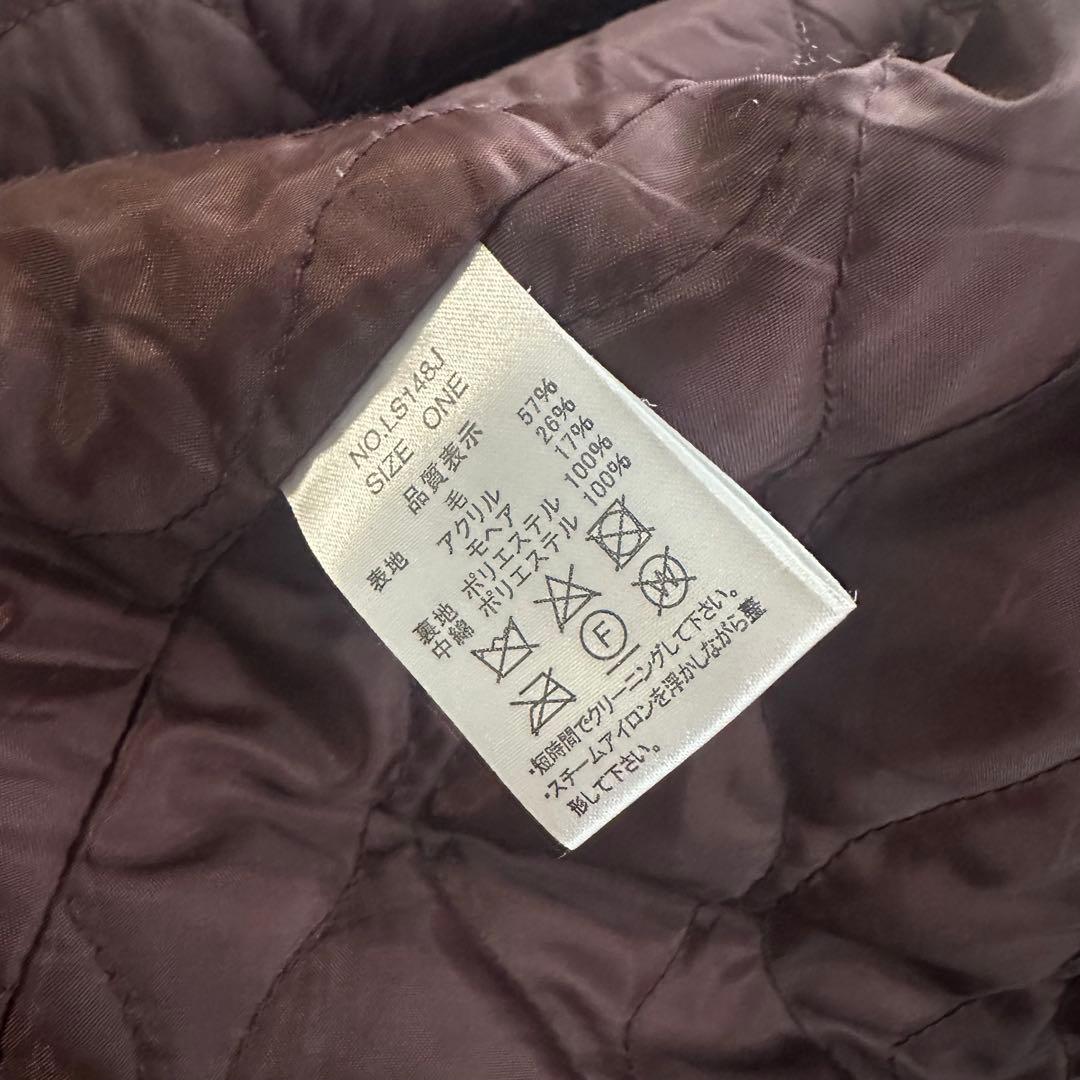 NO.LS148J
SIZE ONE
品質表示
表地 毛 57%
アクリル 26%
モヘア 17%
裏地 ポリエステル 100%
中綿 ポリエステル 100%
F
W
・短時間でクリーニングして下さい。
・スチームアイロンを浮かしながら整
形して下さい。